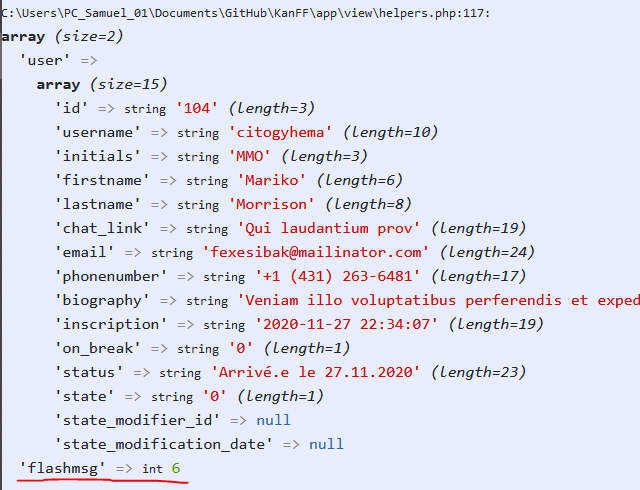 C:\Users\PC_Samuel_01\Documents\GitHub\KanFF\app\view\helpers.php:117:
array (size=2)
'user' =>
array (size=15)
'id' => string '104' (length=3)
'username' => string 'citogyhema' (length=10)
'initials' => string 'MMO' (length=3)
'firstname' => string 'Mariko' (length=6)
'lastname' => string 'Morrison' (length=8)
'chat_link' => string 'Qui laudantium prov' (length=19)
'email' => string 'fexesibak@mailinator.com' (length=24)
'phonenumber' => string '+1 (431) 263-6481' (length=17)
'biography' => string 'Veniam illo voluptatibus perferendis et exped
'inscription' => string '2020-11-27 22:34:07' (length=19)
'on_break' => string '0' (length=1)
'status' => string 'Arrivé.e le 27.11.2020' (length=23)
'state' => string '0' (length=1)
'state_modifier_id' => null
'state_modification_date' => null
'flashmsg' => int 6